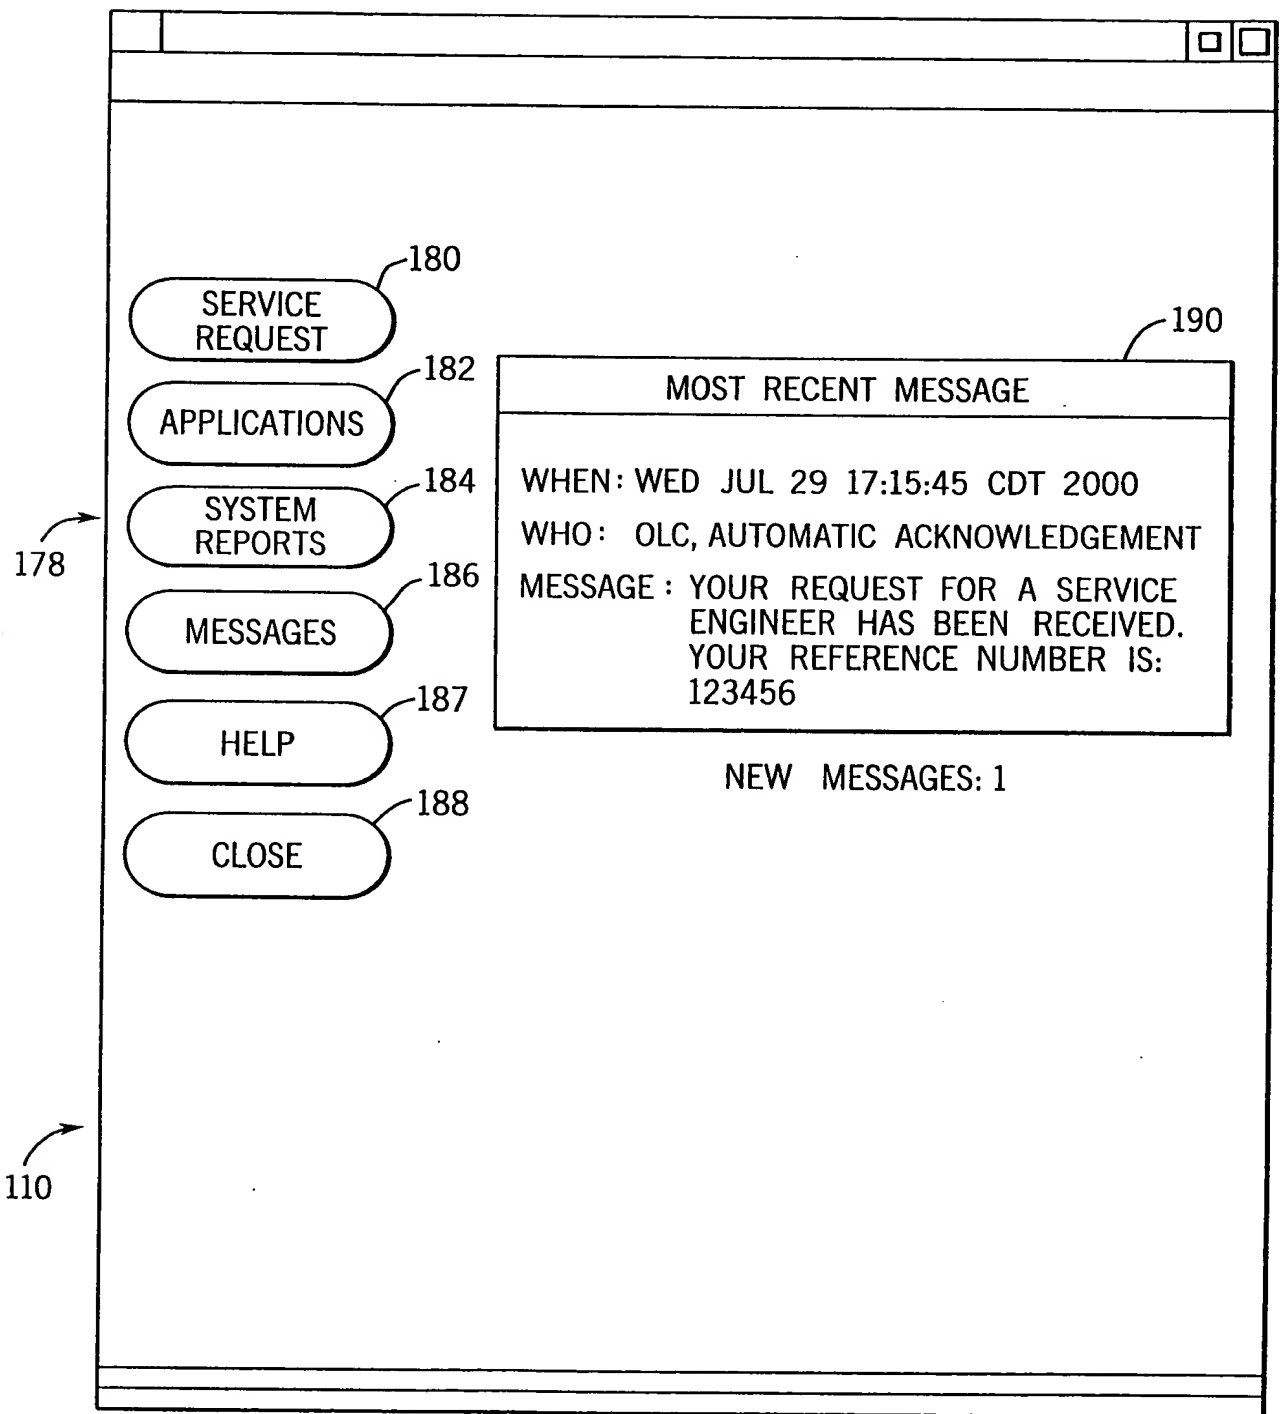 180
SERVICE
REQUEST
190
182
MOST RECENT MESSAGE
APPLICATIONS
184
WHEN: WED JUL 29 17:15:45 CDT 2000
SYSTEM
REPORTS
WHO: OLC, AUTOMATIC ACKNOWLEDGEMENT
178
186
MESSAGE: YOUR REQUEST FOR A SERVICE
ENGINEER HAS BEEN RECEIVED.
MESSAGES
YOUR REFERENCE NUMBER IS:
123456
187
HELP
NEW MESSAGES: 1
188
CLOSE
110